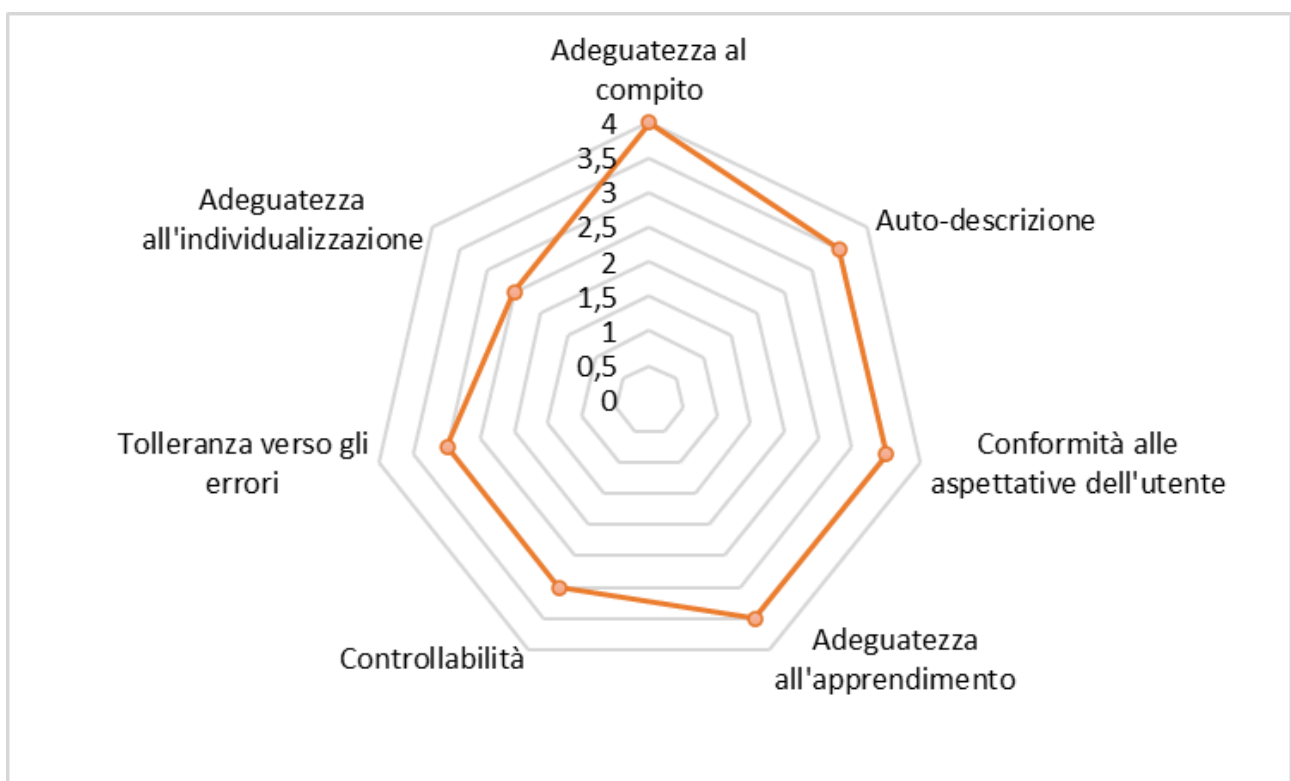 Adeguatezza al
compito
4
3,5
3
2,5
2
1,5
1
0,5
0
Auto-descrizione
Conformità alle
aspettative dell'utente
Adeguatezza
all'apprendimento
Controllabilità
Tolleranza verso gli
errori
Adeguatezza
all'individualizzazione